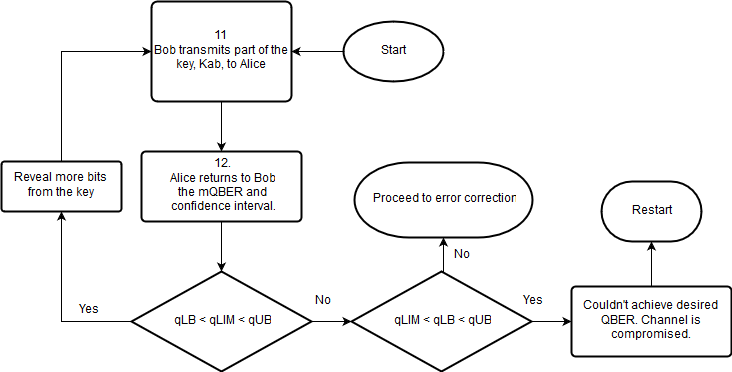 11
Bob transmits part of the
key, Kab, to Alice
Start
12.
Alice returns to Bob
the mQBER and
confidence interval.
Reveal more bits
from the key
Proceed to error correction
Restart
No
Yes
qLB < qLIM < qUB
No
qLIM < qLB < qUB
Yes
Couldn't achieve desired
QBER. Channel is
compromised.